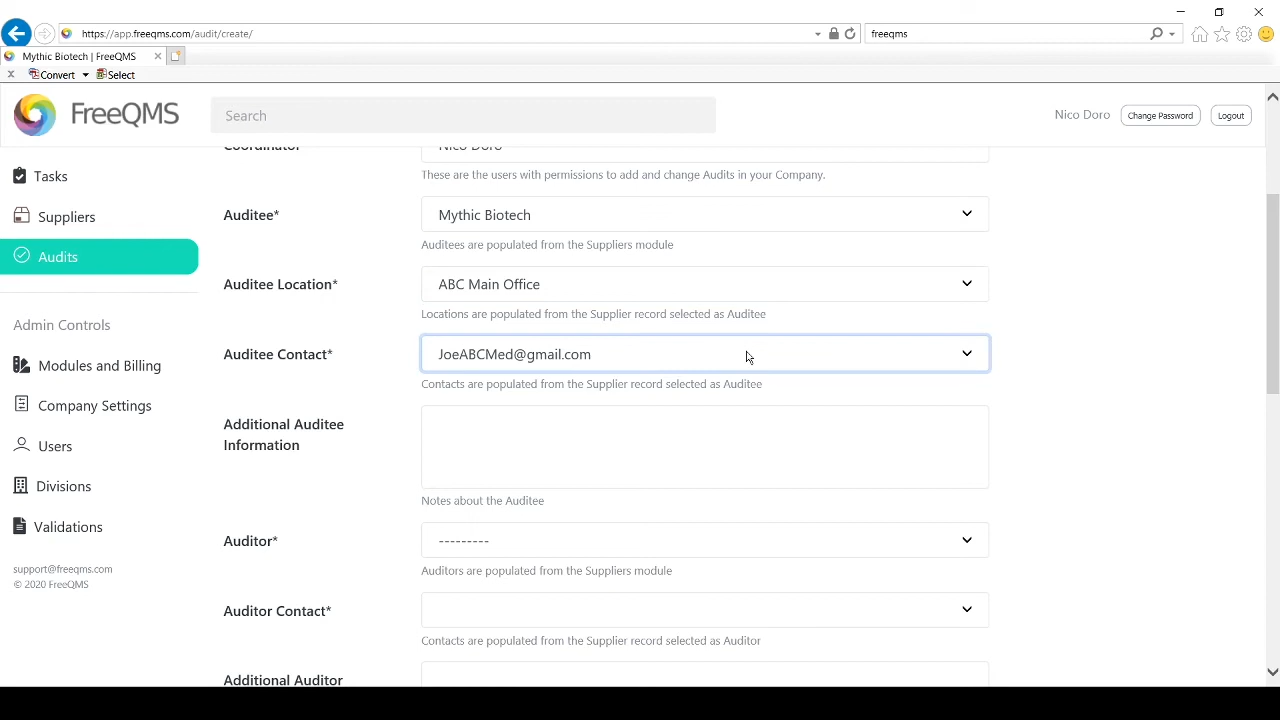 https://app.freeqms.com/audit/create/
freeqms
Mythic Biotech | FreeQMS
Convert
Select
FreeQMS
Search
Nico Doro
Change Password
Logout
Tasks
Suppliers
Audits
Admin Controls
Modules and Billing
Company Settings
Users
Divisions
Validations
support@freeqms.com
© 2020 FreeQMS
Coordinator
Nico Doro
These are the users with permissions to add and change Audits in your Company.
Auditee*
Mythic Biotech
Auditees are populated from the Suppliers module
Auditee Location*
ABC Main Office
Locations are populated from the Supplier record selected as Auditee
Auditee Contact*
JoeABCMed@gmail.com
Contacts are populated from the Supplier record selected as Auditee
Additional Auditee
Information
Notes about the Auditee
Auditor*
---------
Auditors are populated from the Suppliers module
Auditor Contact*
Contacts are populated from the Supplier record selected as Auditor
Additional Auditor